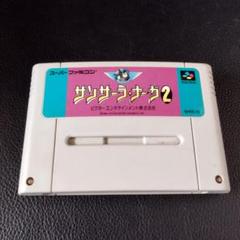 スーパーファミコン
サンサーラ・ナーガ2
ビクターエンタテインメント株式会社